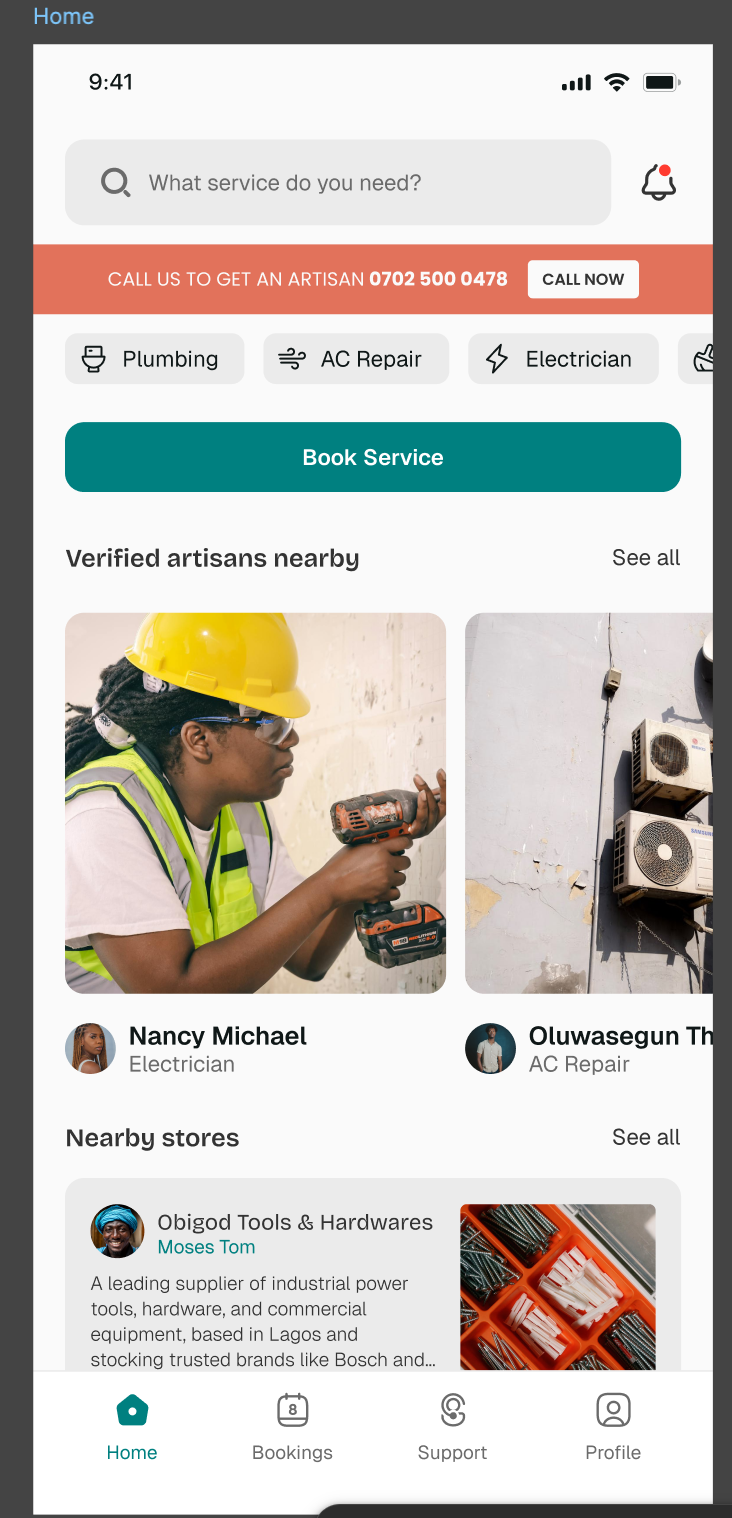 Home
9:41
What service do you need?
CALL US TO GET AN ARTISAN 0702 500 0478 CALL NOW
Plumbing AC Repair Electrician
Book Service
Verified artisans nearby See all
SAMSUNG
Nancy Michael Oluwasegun Th
Electrician AC Repair
Nearby stores See all
Obigod Tools & Hardwares
Moses Tom
A leading supplier of industrial power
tools, hardware, and commercial
equipment, based in Lagos and
stocking trusted brands like Bosch and...
8
Home Bookings Support Profile